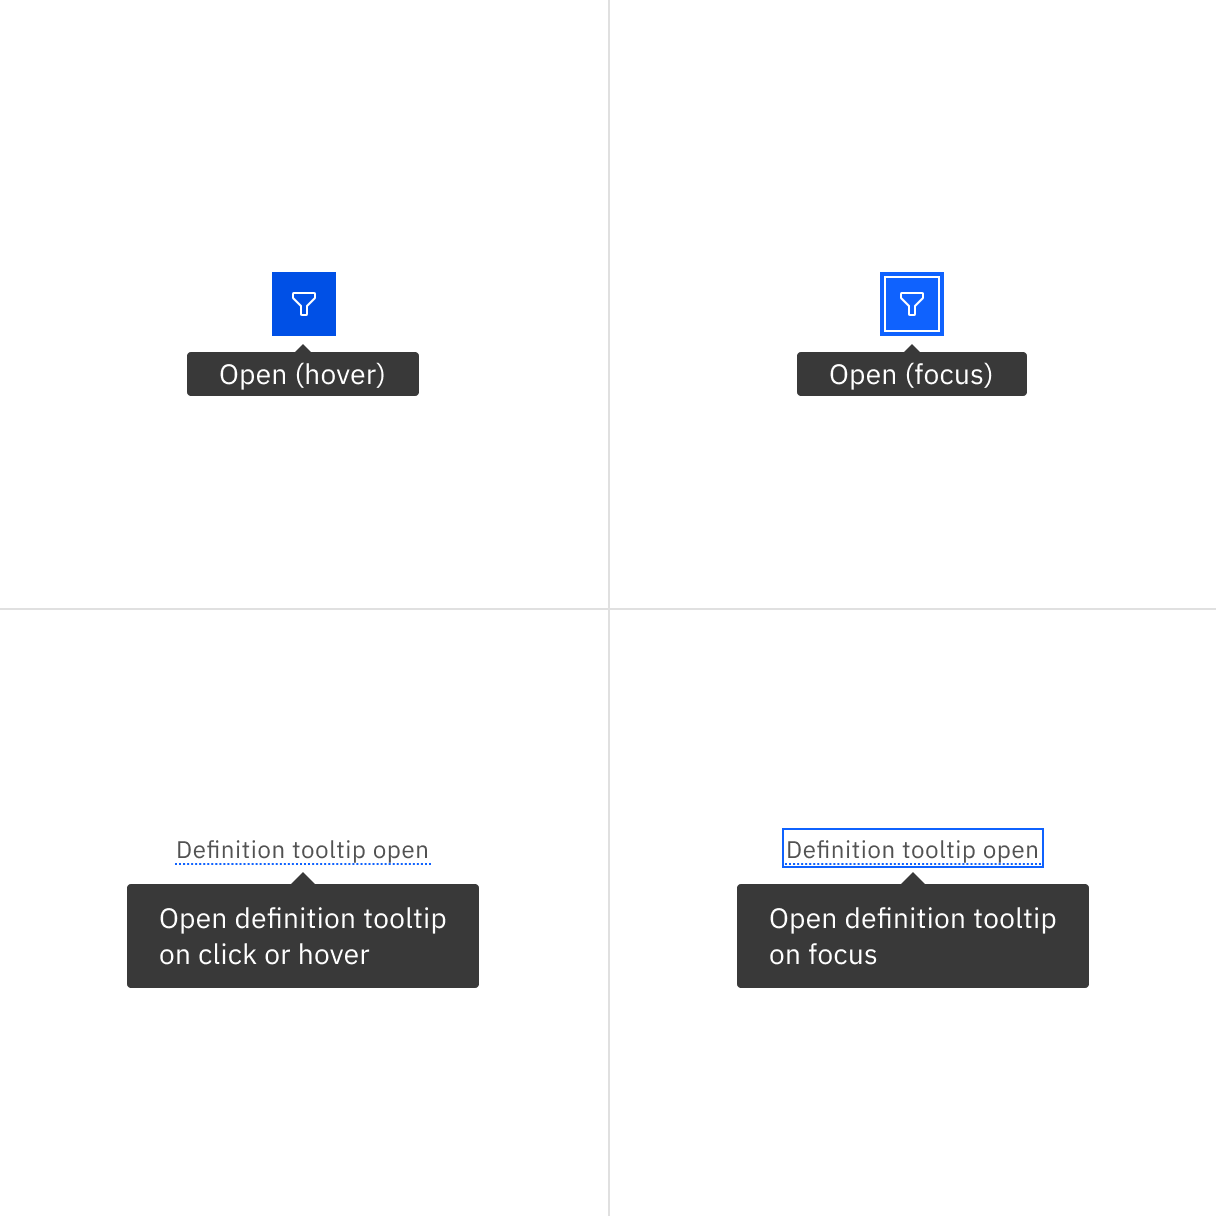 Open (hover)
Open (focus)
Definition tooltip open
Open definition tooltip
on click or hover
Definition tooltip open
Open definition tooltip
on focus